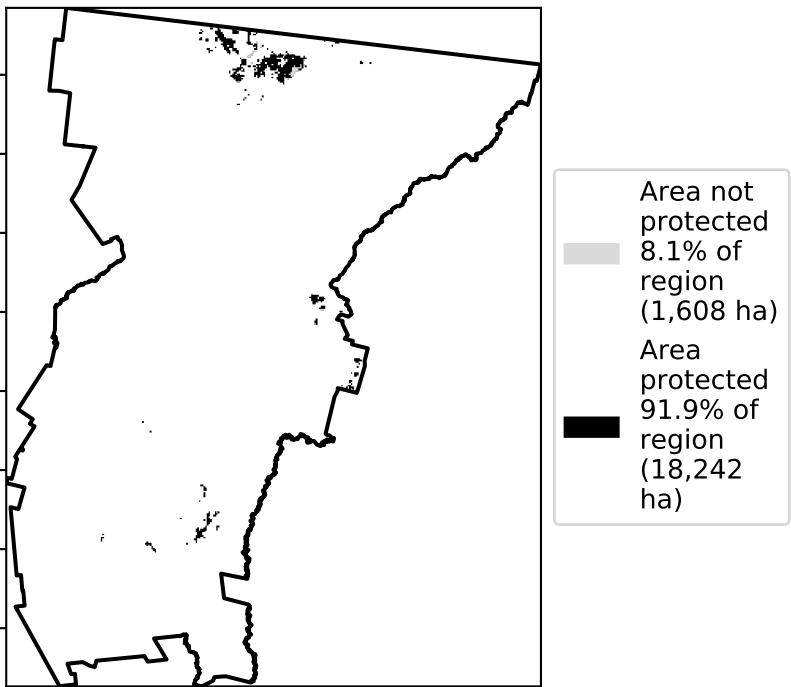 Area not
protected
8.1% of
region
(1,608 ha)
Area
protected
91.9% of
region
(18,242
ha)